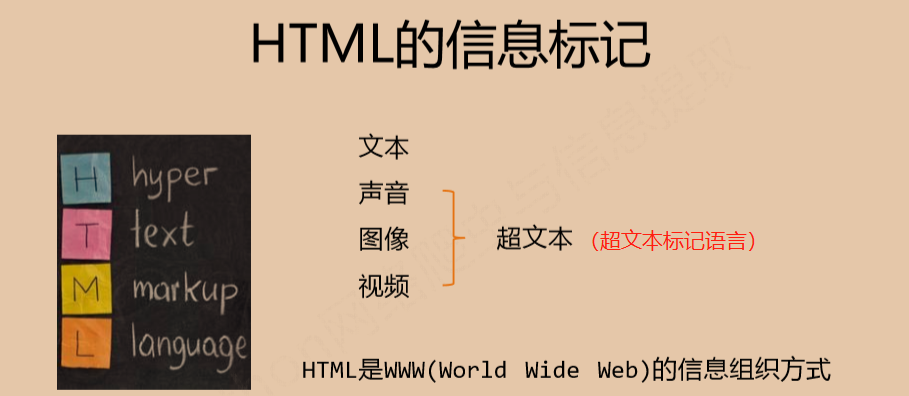 HTML的信息标记
H hyper
T text
M markup
L language
文本
声音
图像
视频
超文本 （超文本标记语言）
HTML是WWW(World Wide Web)的信息组织方式